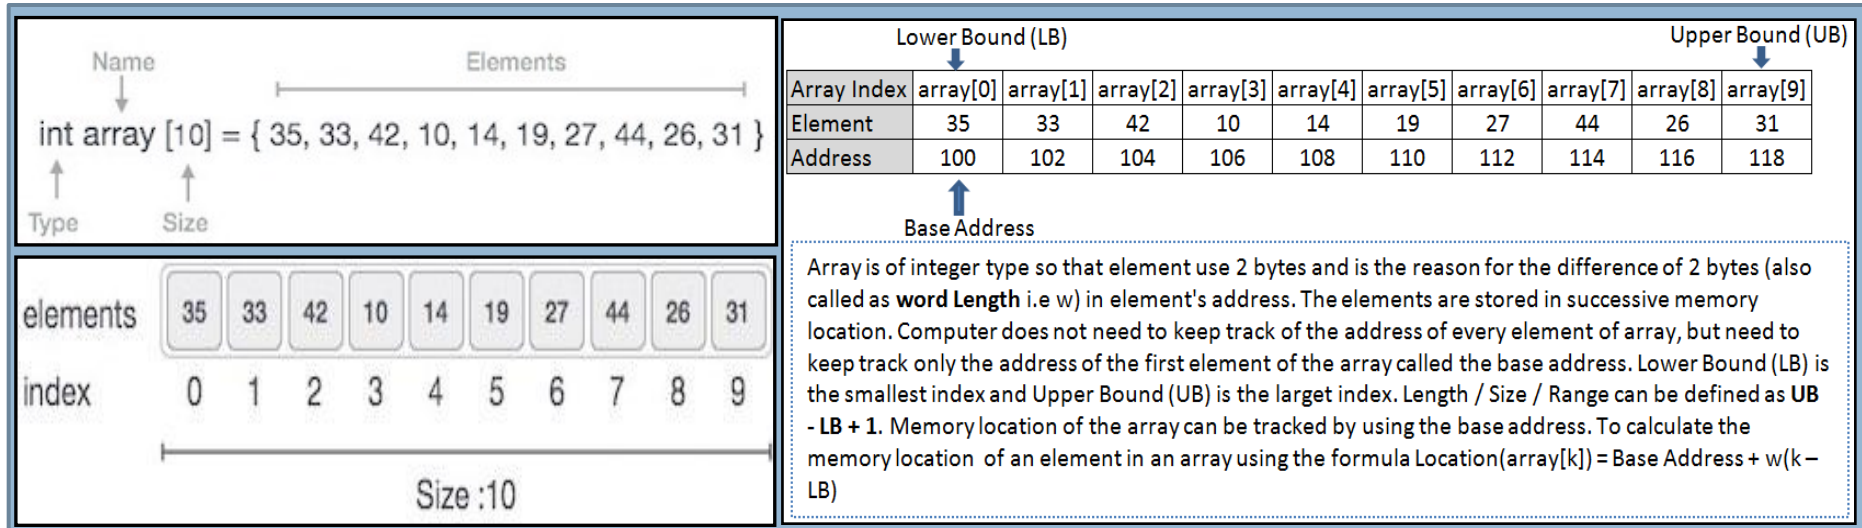 Name
Elements
int array [10] = { 35, 33, 42, 10, 14, 19, 27, 44, 26, 31 }
Type
Size
elements 35 33 42 10 14 19 27 44 26 31
index 0 1 2 3 4 5 6 7 8 9
Size :10
Lower Bound (LB)
Upper Bound (UB)
Array Index array[0] array[1] array[2] array[3] array[4] array[5] array[6] array[7] array[8] array[9]
Element 35 33 42 10 14 19 27 44 26 31
Address 100 102 104 106 108 110 112 114 116 118
Base Address
Array is of integer type so that element use 2 bytes and is the reason for the difference of 2 bytes (also
called as word Length i.e w) in element's address. The elements are stored in successive memory
location. Computer does not need to keep track of the address of every element of array, but need to
keep track only the address of the first element of the array called the base address. Lower Bound (LB) is
the smallest index and Upper Bound (UB) is the larget index. Length / Size / Range can be defined as UB
- LB + 1. Memory location of the array can be tracked by using the base address. To calculate the
memory location of an element in an array using the formula Location(array[k]) = Base Address + w(k –
LB)